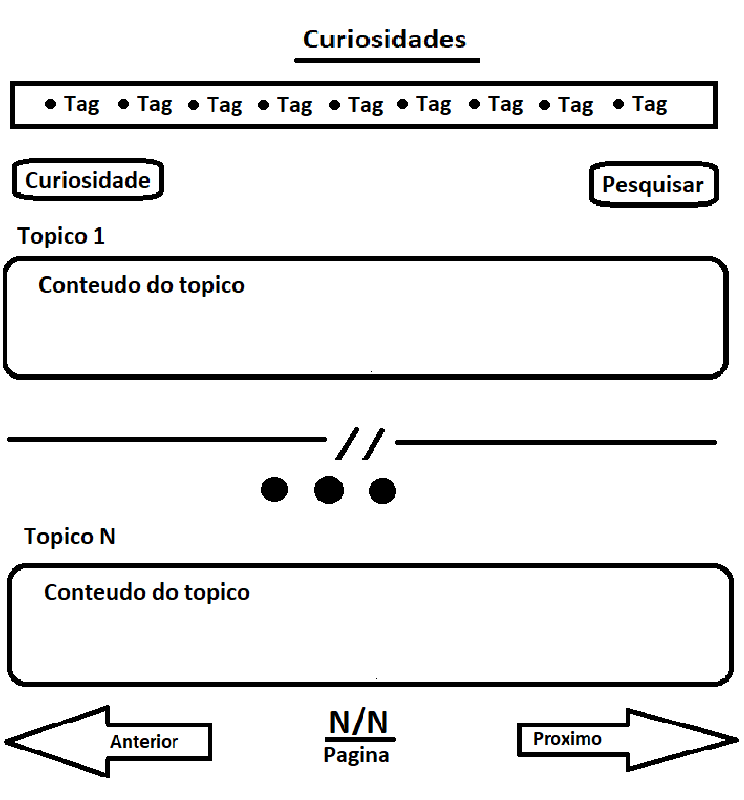 Curiosidades
• Tag • Tag • Tag • Tag • Tag • Tag • Tag • Tag • Tag
Curiosidade Pesquisar
Topico 1
Conteudo do topico
//
Topico N
Conteudo do topico
Anterior N/N Proximo
Pagina